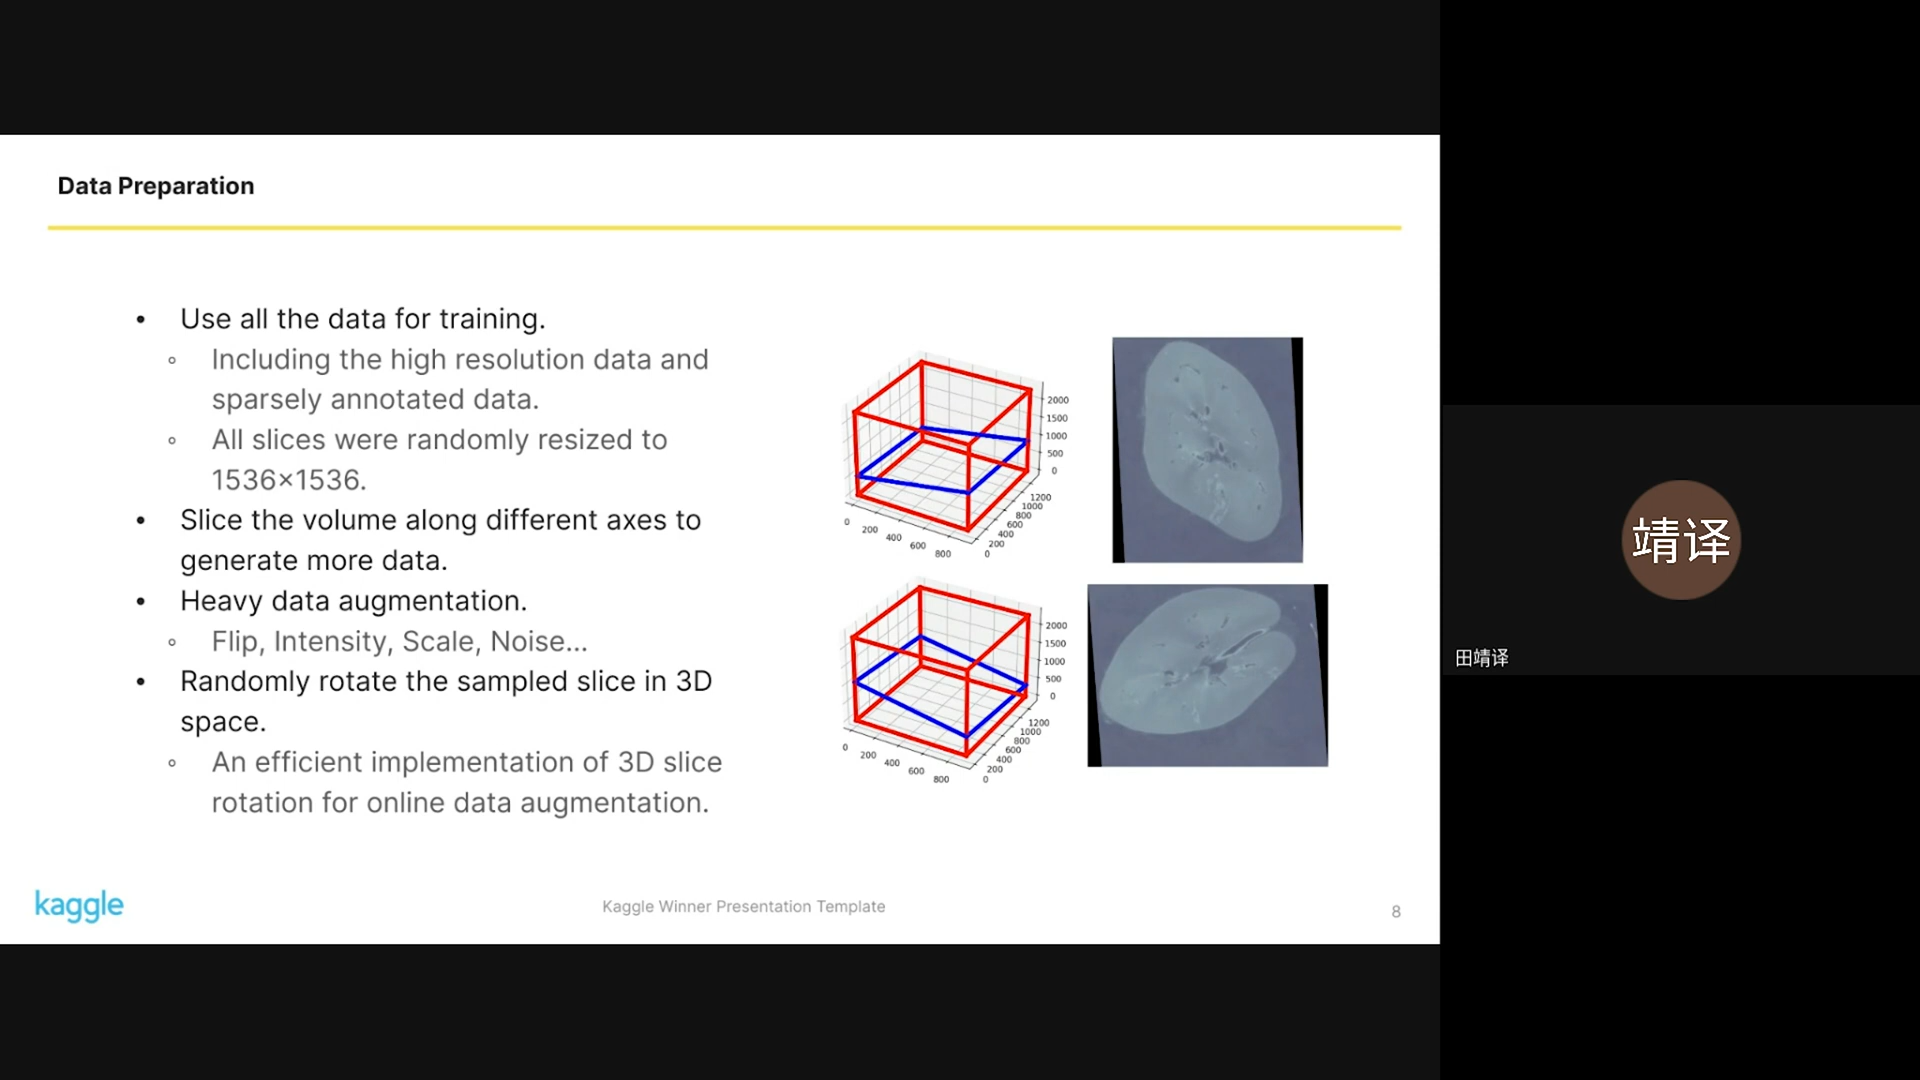 Data Preparation
• Use all the data for training.
◦ Including the high resolution data and
sparsely annotated data.
◦ All slices were randomly resized to
1536×1536.
• Slice the volume along different axes to
generate more data.
• Heavy data augmentation.
◦ Flip, Intensity, Scale, Noise...
• Randomly rotate the sampled slice in 3D
space.
◦ An efficient implementation of 3D slice
rotation for online data augmentation.
2000
1500
1000
500
0
1200
1000
800
600
400
200
0
0
200
400
600
800
2000
1500
1000
500
0
1200
1000
800
600
400
200
0
0
200
400
600
800
kaggle
Kaggle Winner Presentation Template
8
靖译
田靖译